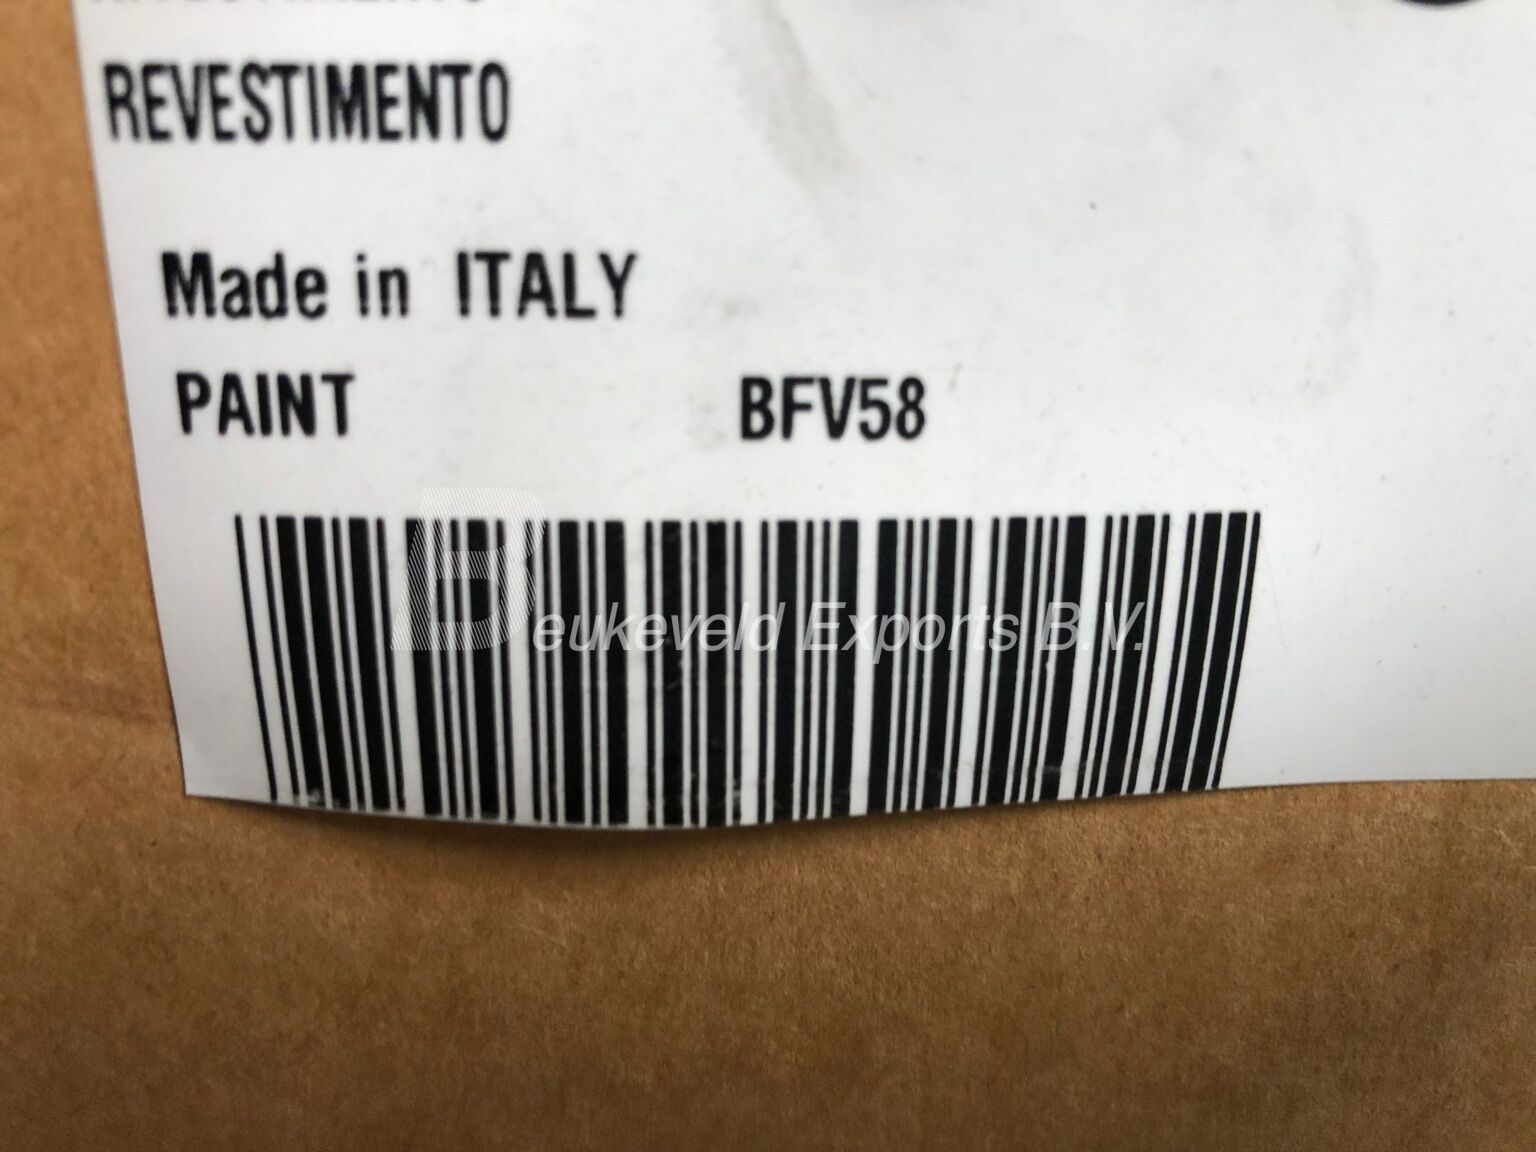 REVESTIMENTO
Made in ITALY
PAINT BFV58
Beukeveld Exports B.V.